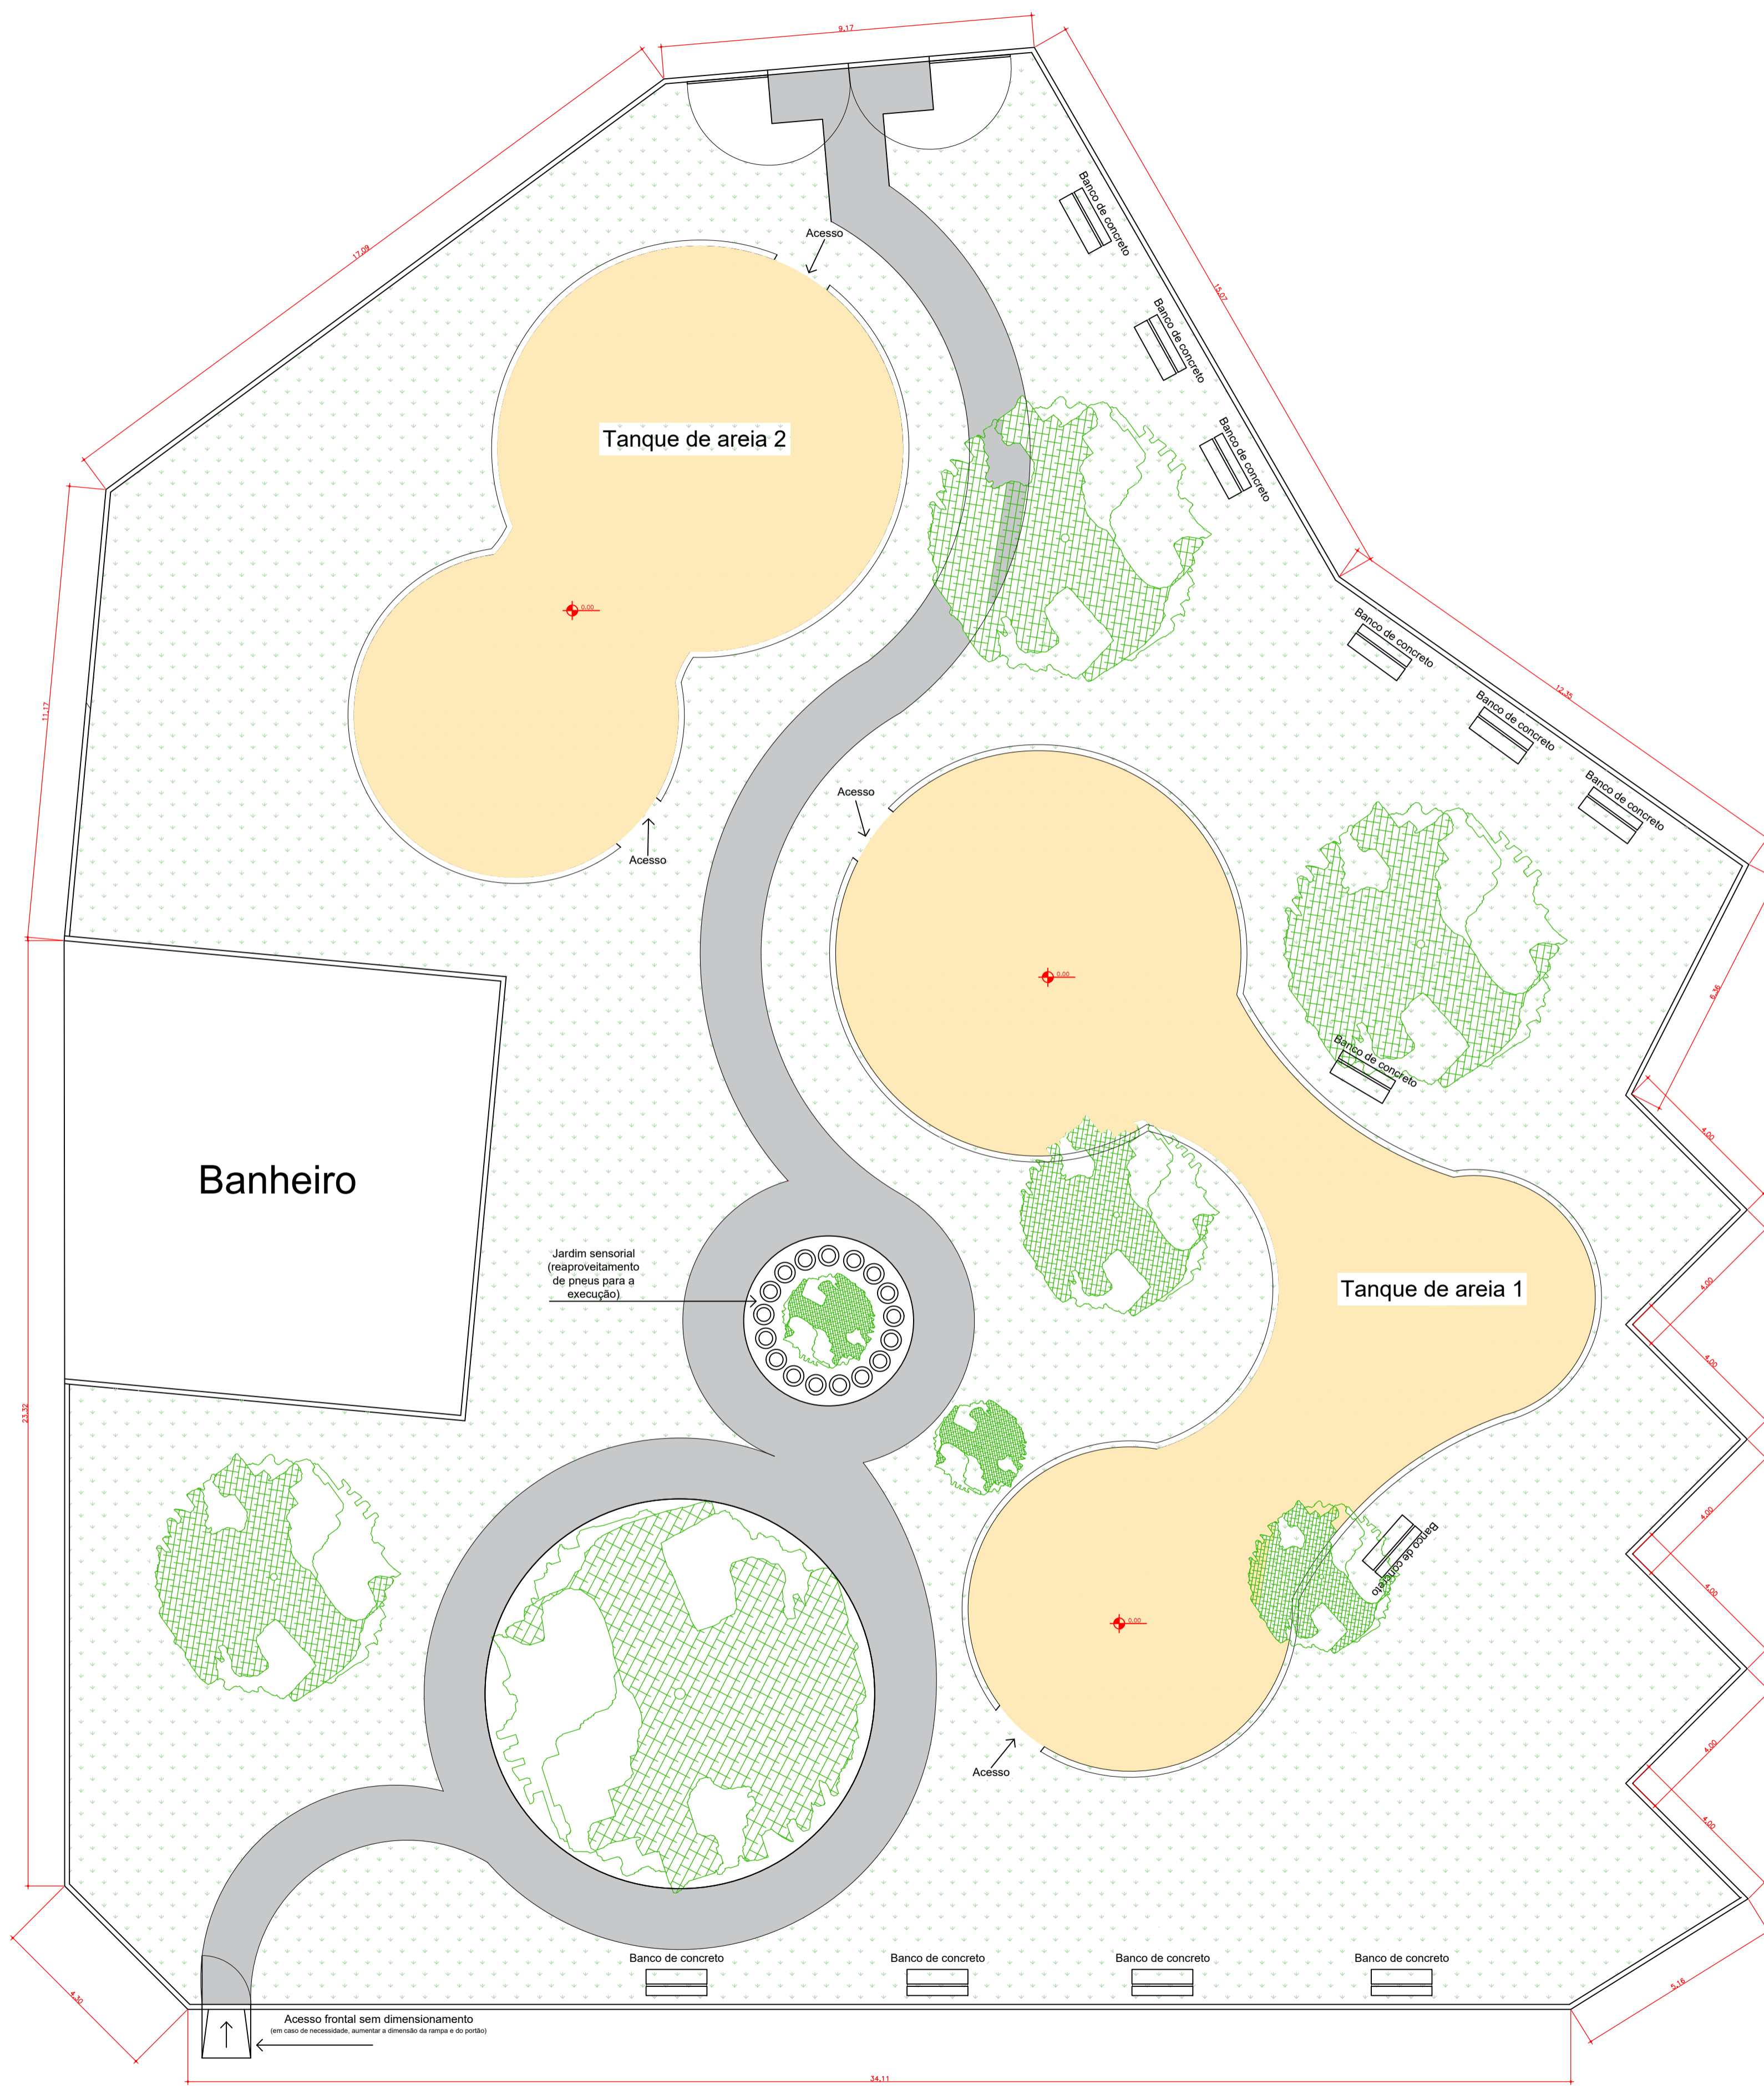 9,17
17,09
Banco de concreto
Acesso
15,07
Banco de concreto
Tanque de areia 2
Banco de concreto
0.00
Banco de concreto
12,35
11,17
Banco de concreto
Banco de concreto
Acesso
Acesso
0.00
6,36
Banco de concreto
4,00
Banheiro
Jardim sensorial
(reaproveitamento
de pneus para a
execução)
Tanque de areia 1
4,00
4,00
23,32
4,00
Banco de concreto
4,00
0.00
4,00
Acesso
4,00
Banco de concreto
Banco de concreto
Banco de concreto
Banco de concreto
5,16
4,30
Acesso frontal sem dimensionamento
(em caso de necessidade, aumentar a dimensão da rampa e do portão)
34,11